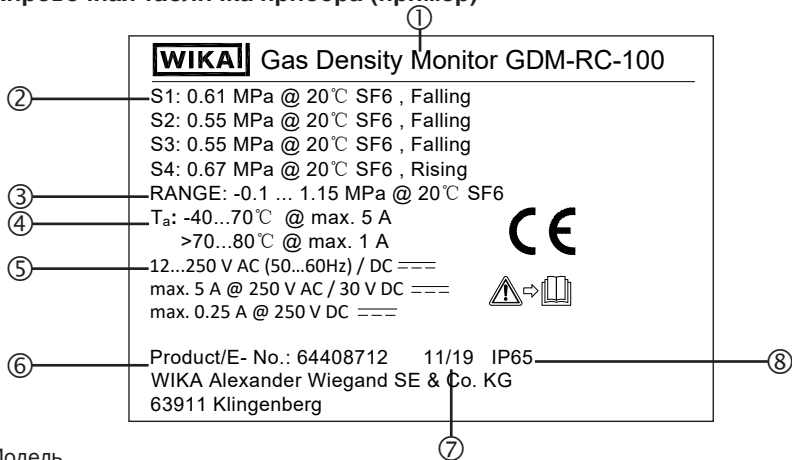 ①
WIKA Gas Density Monitor GDM-RC-100
② S1: 0.61 MPa @ 20℃ SF6 , Falling
S2: 0.55 MPa @ 20℃ SF6 , Falling
S3: 0.55 MPa @ 20℃ SF6 , Falling
S4: 0.67 MPa @ 20℃ SF6 , Rising
③ RANGE: -0.1 ... 1.15 MPa @ 20℃ SF6
④ Ta: -40...70℃ @ max. 5 A
>70...80℃ @ max. 1 A
CE
⑤ 12...250 V AC (50...60Hz) / DC
max. 5 A @ 250 V AC / 30 V DC
max. 0.25 A @ 250 V DC
⑥ Product/E- No.: 64408712 11/19 IP65 ⑧
WIKA Alexander Wiegand SE & Co. KG
63911 Klingenberg
⑦